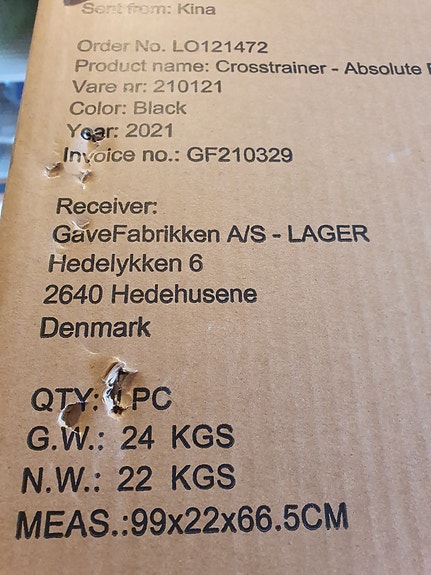 Sent from: Kina
Order No. LO121472
Product name: Crosstrainer - Absolute
Vare nr: 210121
Color: Black
Year: 2021
Invoice no.: GF210329
Receiver:
GaveFabrikken A/S - LAGER
Hedelykken 6
2640 Hedehusene
Denmark
QTY: 1 PC
G.W.: 24 KGS
N.W.: 22 KGS
MEAS.:99x22x66.5CM